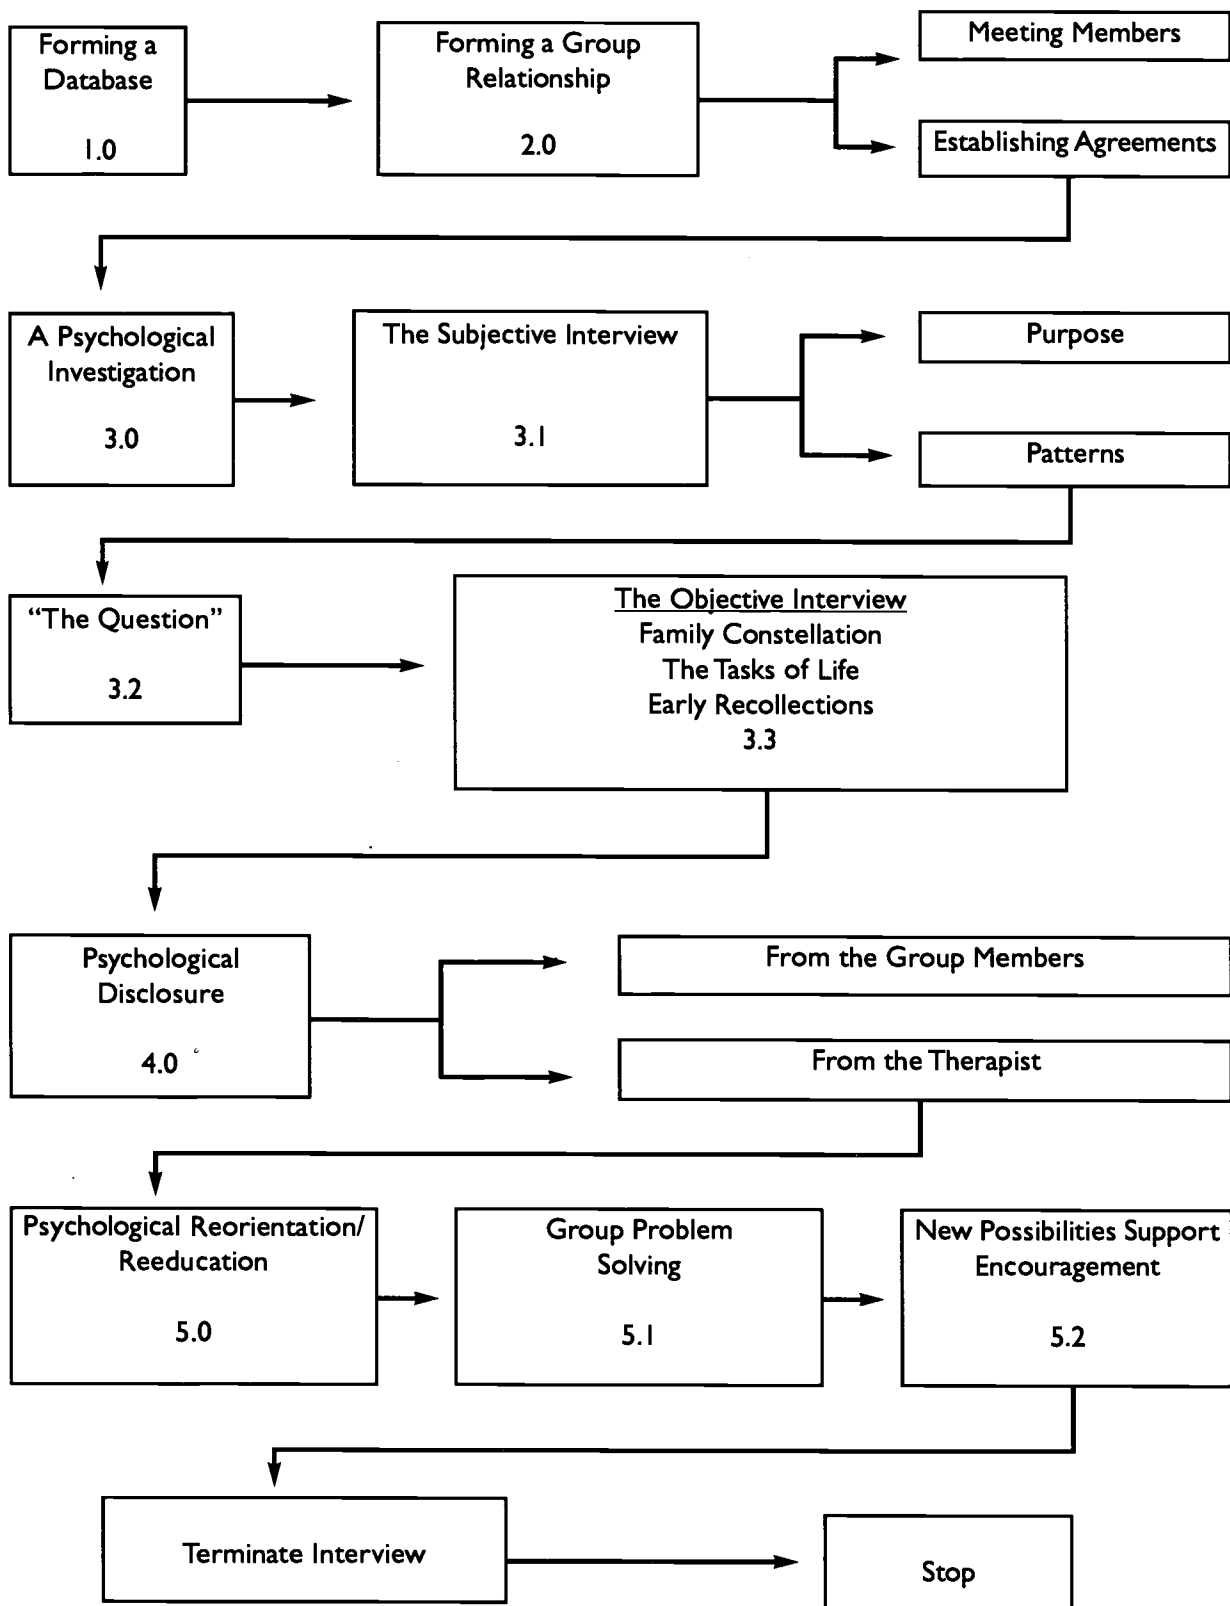 Forming a
Database
1.0
Forming a Group
Relationship
2.0
Meeting Members
Establishing Agreements
A Psychological
Investigation
3.0
The Subjective Interview
3.1
Purpose
Patterns
“The Question”
3.2
The Objective Interview
Family Constellation
The Tasks of Life
Early Recollections
3.3
Psychological
Disclosure
4.0
From the Group Members
From the Therapist
Psychological Reorientation/
Reeducation
5.0
Group Problem
Solving
5.1
New Possibilities Support
Encouragement
5.2
Terminate Interview
Stop